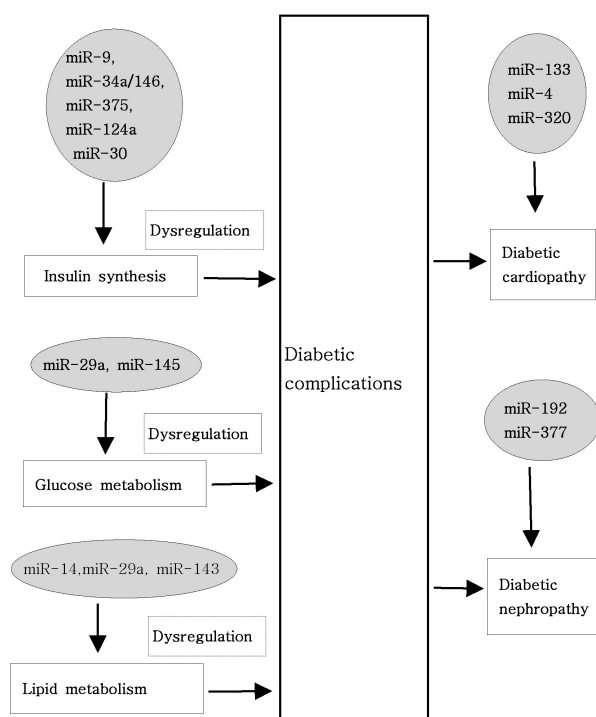 miR-9,
miR-34a/146,
miR-375,
miR-124a
miR-30
Dysregulation
Insulin synthesis
miR-29a, miR-145
Dysregulation
Glucose metabolism
miR-14,miR-29a, miR-143
Dysregulation
Lipid metabolism
Diabetic
complications
miR-133
miR-4
miR-320
Diabetic
cardiopathy
miR-192
miR-377
Diabetic
nephropathy